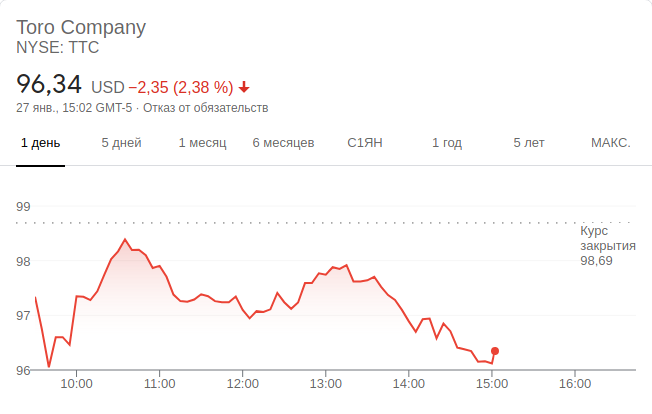 Toro Company
NYSE: TTC
96,34 USD −2,35 (2,38 %)
27 янв., 15:02 GMT-5 · Отказ от обязательств
1 день 5 дней 1 месяц 6 месяцев С1ЯН 1 год 5 лет МАКС.
99
Курс
закрытия
98,69
98
97
96
10:00 11:00 12:00 13:00 14:00 15:00 16:00